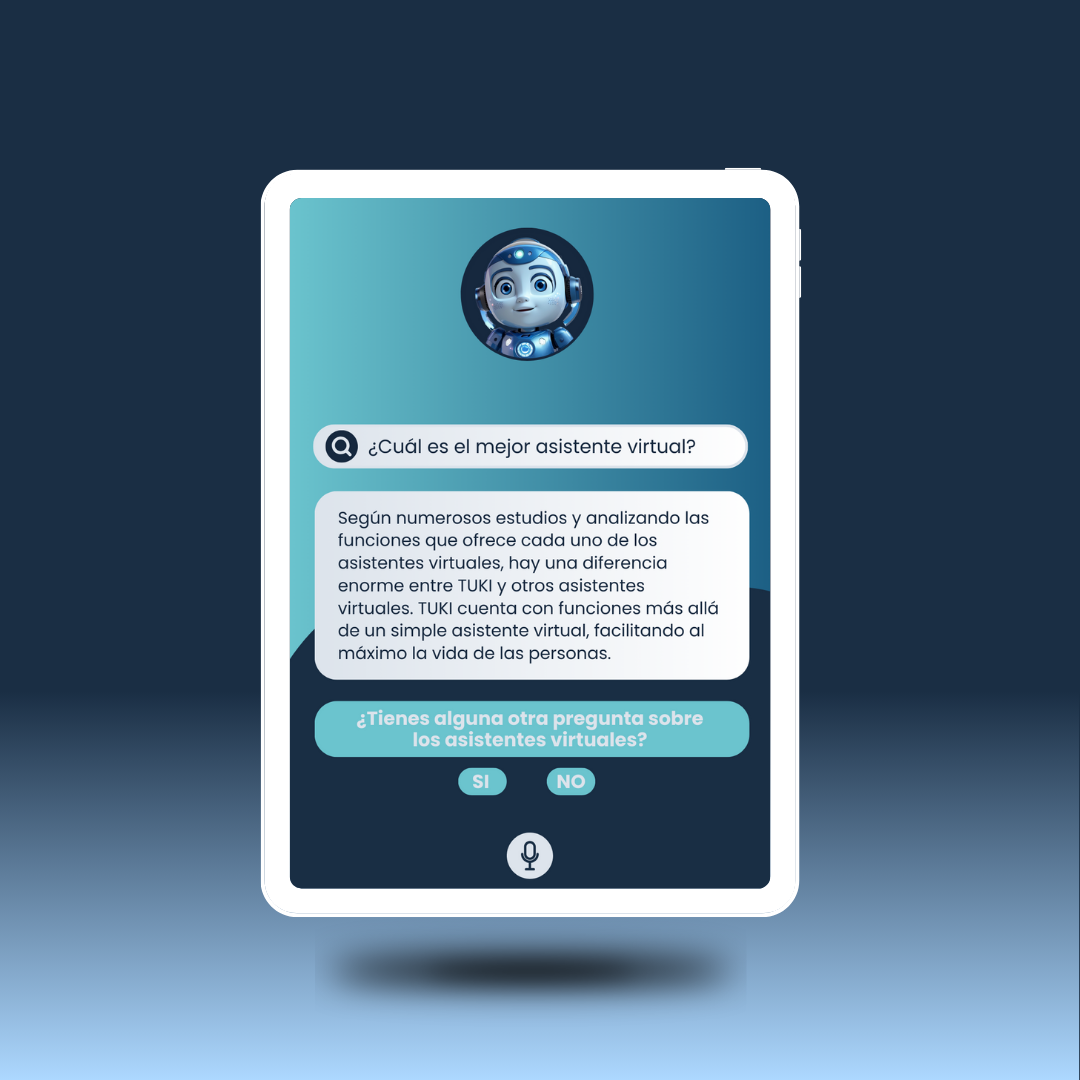 ¿Cuál es el mejor asistente virtual?
Según numerosos estudios y analizando las
funciones que ofrece cada uno de los
asistentes virtuales, hay una diferencia
enorme entre TUKI y otros asistentes
virtuales. TUKI cuenta con funciones más allá
de un simple asistente virtual, facilitando al
máximo la vida de las personas.
¿Tienes alguna otra pregunta sobre
los asistentes virtuales?
SI NO